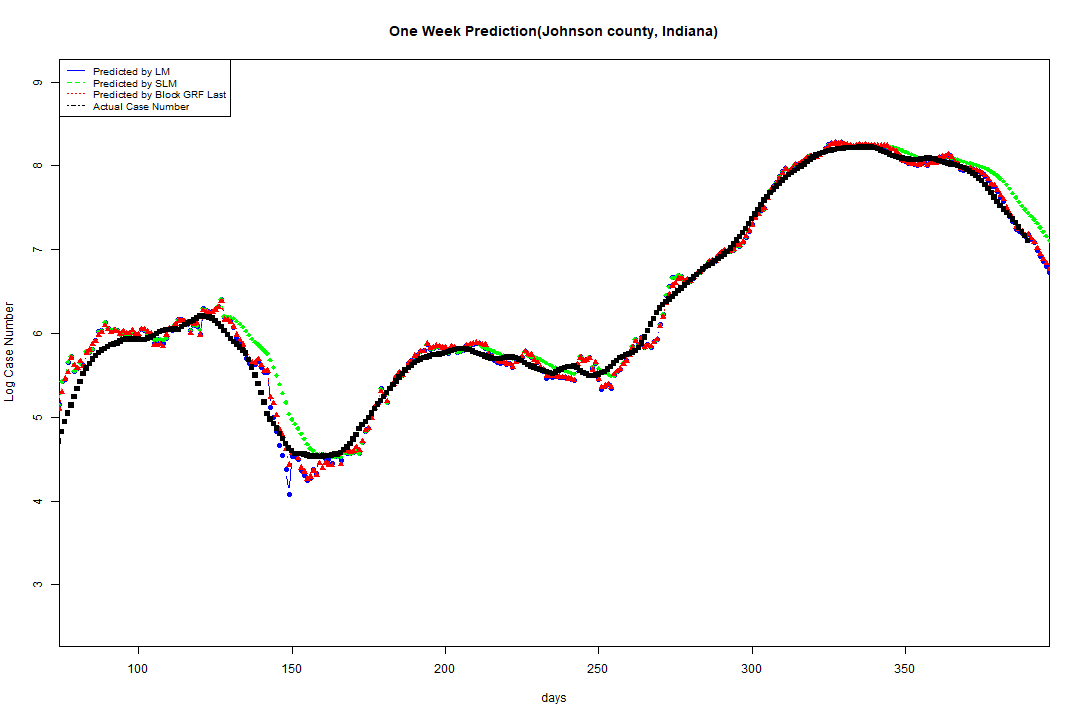 One Week Prediction(Johnson county, Indiana)
Predicted by LM
Predicted by SLM
Predicted by Block GRF Last
Actual Case Number
9
8
7
6
5
4
3
Log Case Number
100 150 200 250 300 350
days